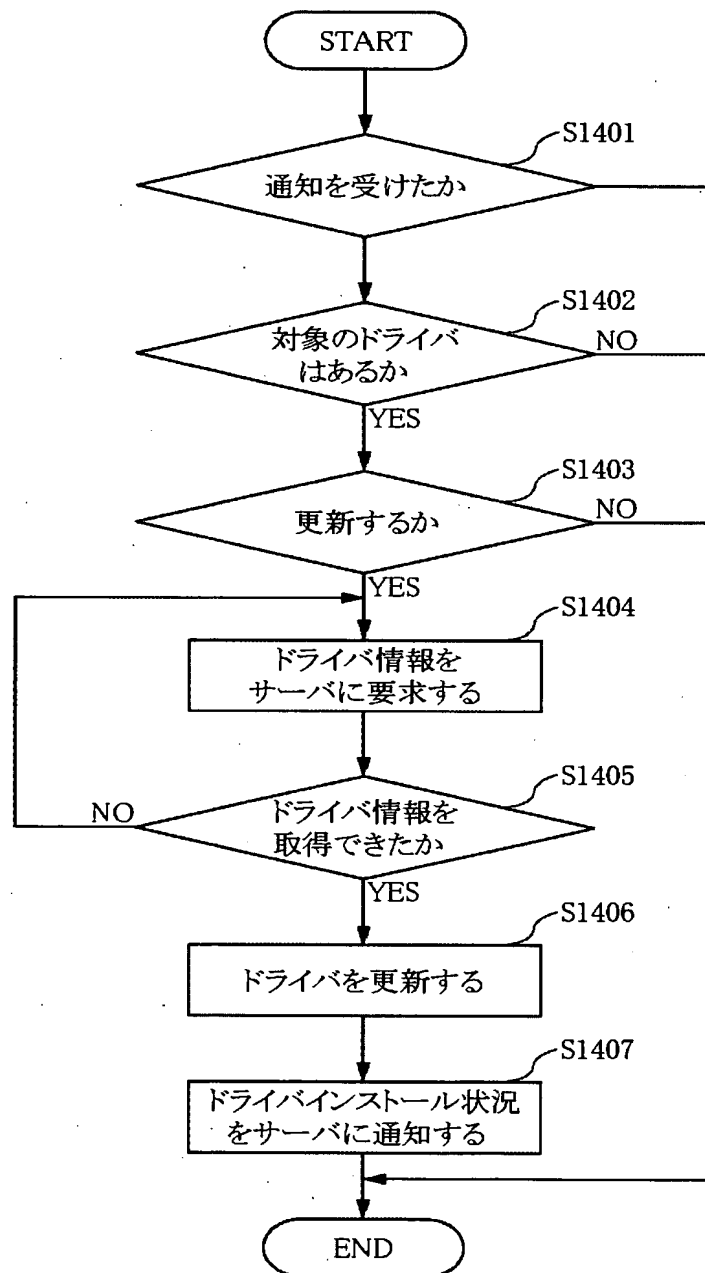 START
S1401
通知を受けたか
S1402
対象のドライバ
はあるか
NO
YES
S1403
更新するか
NO
YES
S1404
ドライバ情報を
サーバに要求する
S1405
ドライバ情報を
取得できたか
NO
YES
S1406
ドライバを更新する
S1407
ドライバインストール状況
をサーバに通知する
END